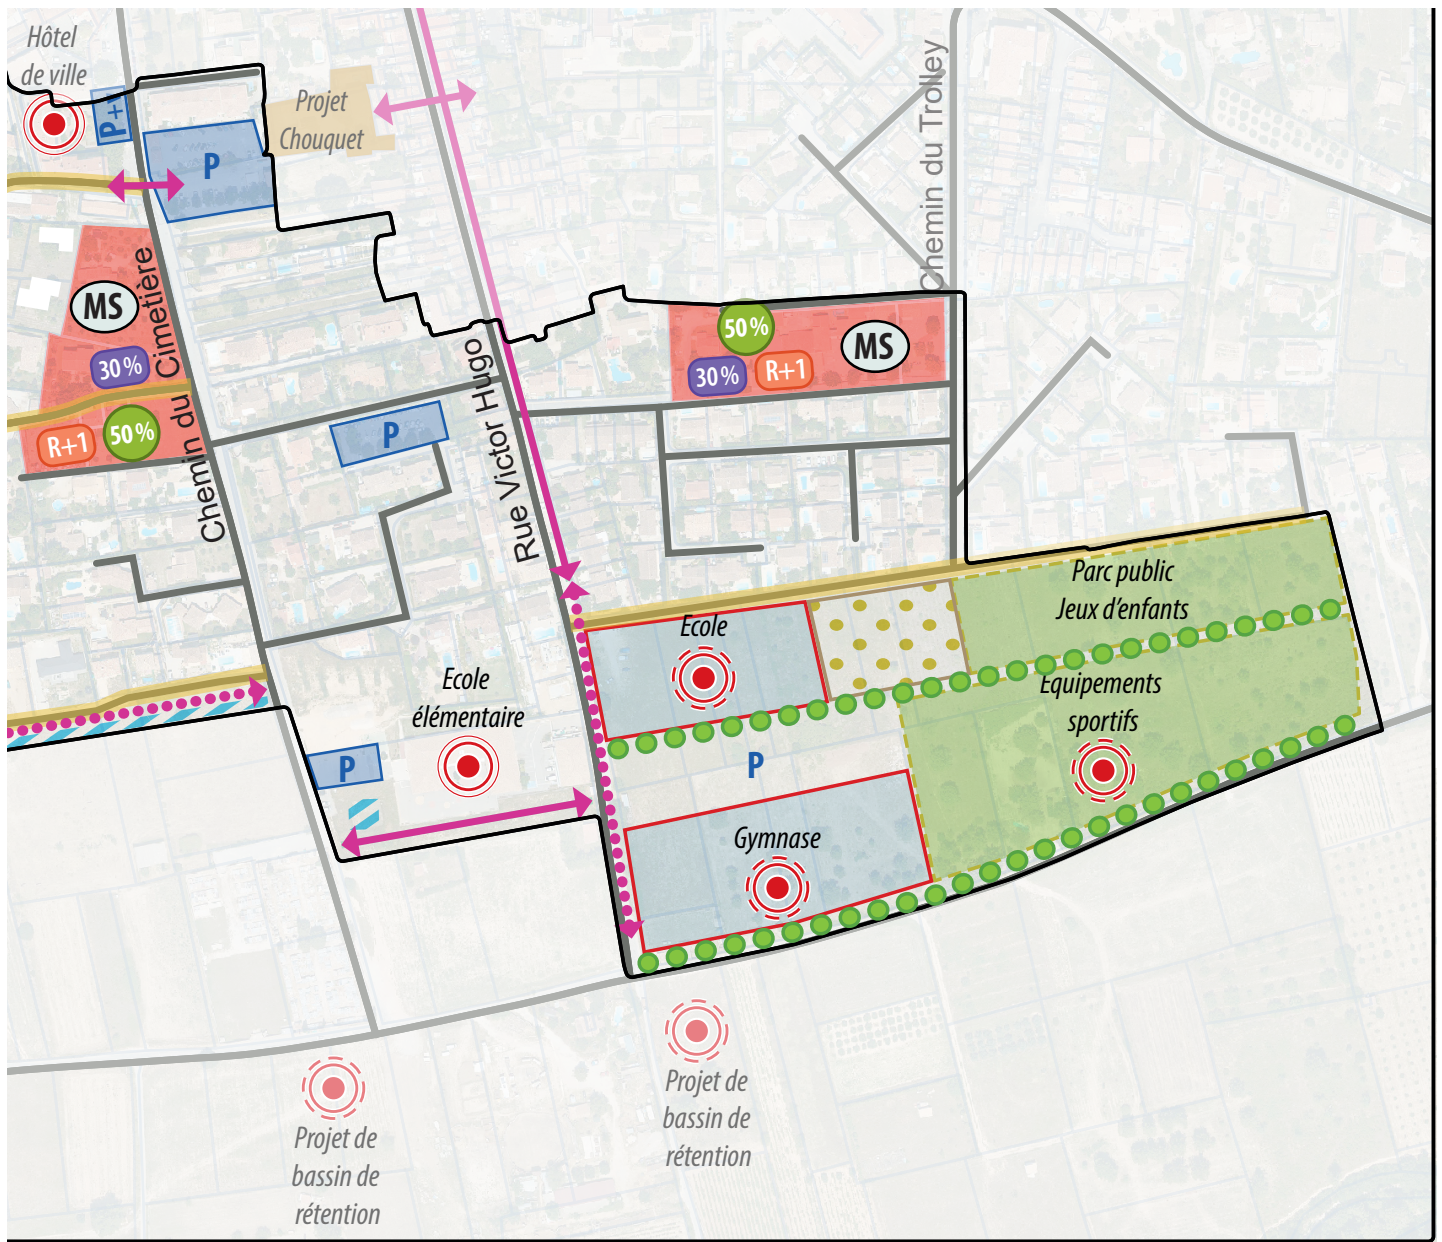 Hôtel
de ville
P+
P
Projet
Chouquet
Chemin du Trolley
MS
30%
R+1
50%
Chemin du Cimetière
P
Rue Victor Hugo
50%
30%
R+1
MS
Parc public
Jeux d'enfants
Ecole
Ecole
élémentaire
Equipements
sportifs
P
P
Gymnase
Projet de
bassin de
rétention
Projet de
bassin de
rétention